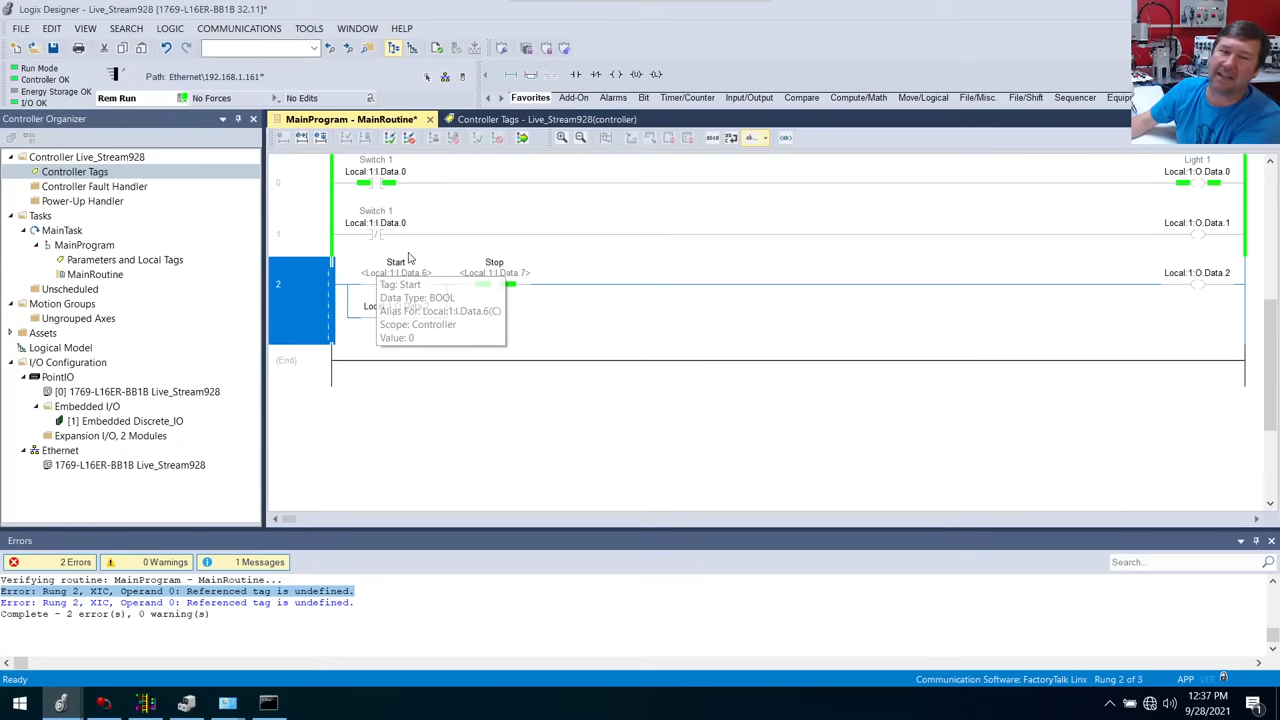 Logix Designer - Live_Stream928 [1769-L16ER-BB1B 32.11]*
FILE EDIT VIEW SEARCH LOGIC COMMUNICATIONS TOOLS WINDOW HELP
Run Mode
Controller OK
Energy Storage OK
I/O OK
Path: Ethernet\192.168.1.161*
Rem Run
No Forces
No Edits
Favorites Add-On Alarms Bit Timer/Counter Input/Output Compare Compute/Math Move/Logical File/Misc. File/Shift Sequencer Equip
Controller Organizer
MainProgram - MainRoutine*
Controller Tags - Live_Stream928(controller)
Controller Live_Stream928
Controller Tags
Controller Fault Handler
Power-Up Handler
Tasks
MainTask
MainProgram
Parameters and Local Tags
MainRoutine
Unscheduled
Motion Groups
Ungrouped Axes
Assets
Logical Model
I/O Configuration
PointIO
[0] 1769-L16ER-BB1B Live_Stream928
Embedded I/O
[1] Embedded Discrete_IO
Expansion I/O, 2 Modules
Ethernet
1769-L16ER-BB1B Live_Stream928
Switch 1
Local:1:I.Data.0
Light 1
Local:1:O.Data.0
0
Switch 1
Local:1:I.Data.0
Local:1:O.Data.1
1
Start
<Local:1:I.Data.6>
Stop
<Local:1:I.Data.7>
Local:1:O.Data.2
2
Tag: Start
Data Type: BOOL
Alias For: Local:1:I.Data.6(C)
Scope: Controller
Value: 0
(End)
Errors
2 Errors
0 Warnings
1 Messages
Search...
Verifying routine: MainProgram - MainRoutine...
Error: Rung 2, XIC, Operand 0: Referenced tag is undefined.
Error: Rung 2, XIC, Operand 0: Referenced tag is undefined.
Complete - 2 error(s), 0 warning(s)
Ready
Communication Software: FactoryTalk Linx
Rung 2 of 3
APP
VER
12:37 PM
9/28/2021
1